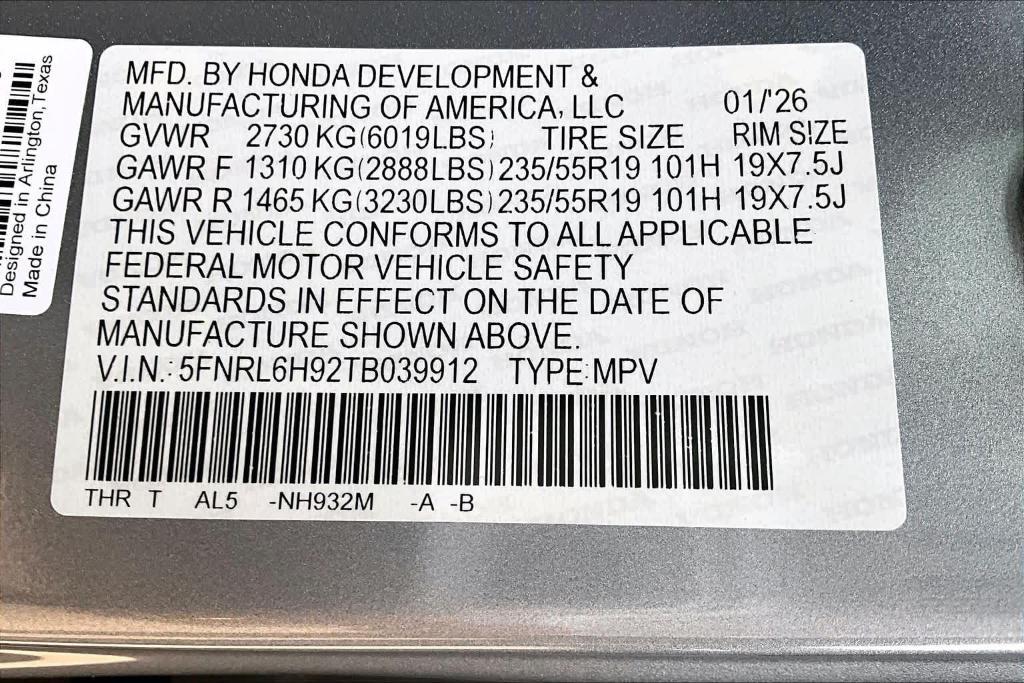 MFD. BY HONDA DEVELOPMENT &
MANUFACTURING OF AMERICA, LLC 01/'26
GVWR 2730 KG(6019LBS) TIRE SIZE RIM SIZE
GAWR F 1310 KG(2888LBS) 235/55R19 101H 19X7.5J
GAWR R 1465 KG(3230LBS) 235/55R19 101H 19X7.5J
THIS VEHICLE CONFORMS TO ALL APPLICABLE
FEDERAL MOTOR VEHICLE SAFETY
STANDARDS IN EFFECT ON THE DATE OF
MANUFACTURE SHOWN ABOVE.
V.I.N.: 5FNRL6H92TB039912 TYPE:MPV
THR T AL5 -NH932M -A -B
Designed in Arlington, Texas
Made in China